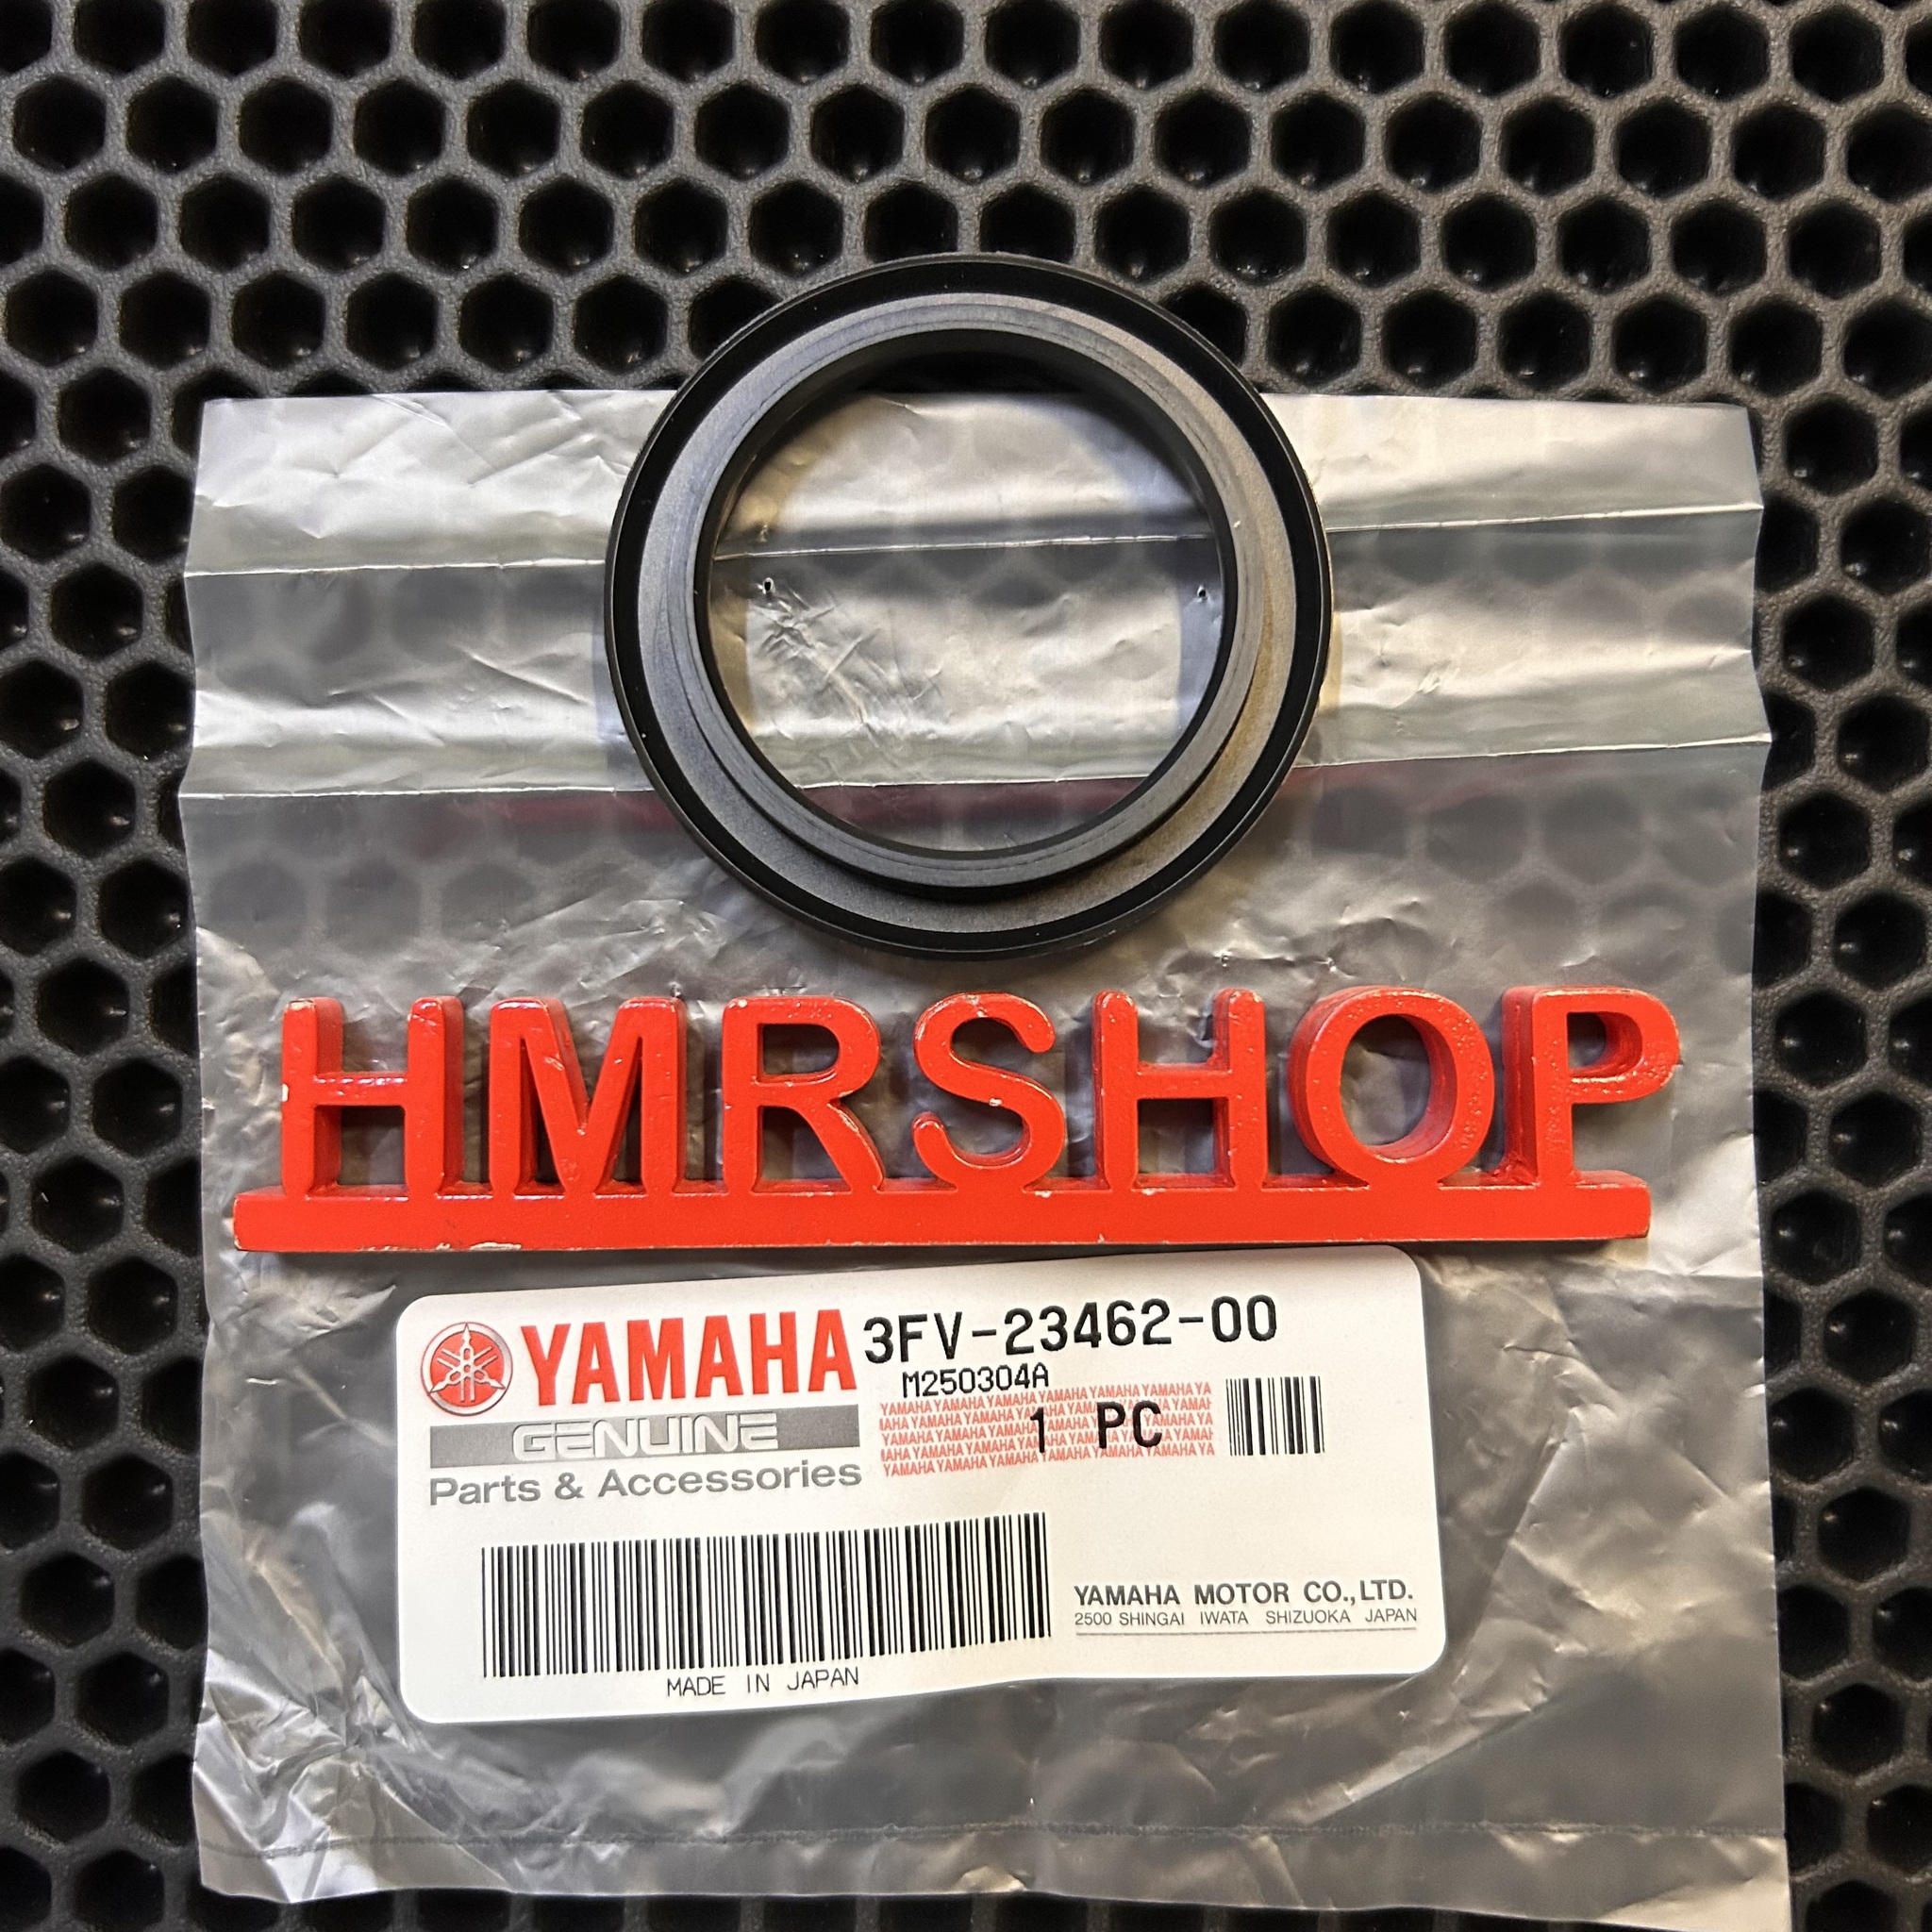 HMRSHOP
YAMAHA 3FV-23462-00
M250304A
GENUINE
1 PC
Parts & Accessories
YAMAHA MOTOR CO.,LTD.
2500 SHINGAI IWATA SHIZUOKA JAPAN
MADE IN JAPAN